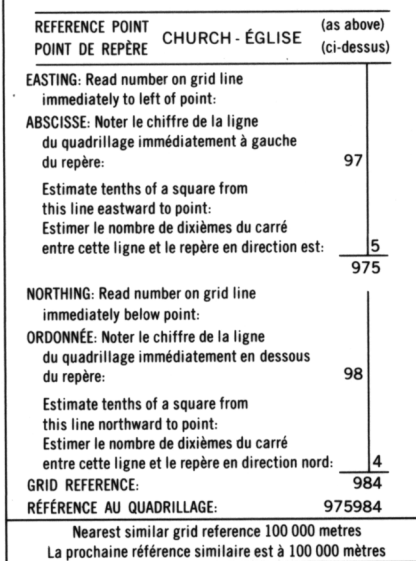 REFERENCE POINT CHURCH - ÉGLISE (as above)
POINT DE REPÈRE (ci-dessus)
EASTING: Read number on grid line
immediately to left of point:
ABSCISSE: Noter le chiffre de la ligne
du quadrillage immédiatement à gauche
du repère: 97
Estimate tenths of a square from
this line eastward to point:
Estimer le nombre de dixièmes du carré
entre cette ligne et le repère en direction est: 5
975
NORTHING: Read number on grid line
immediately below point:
ORDONNÉE: Noter le chiffre de la ligne
du quadrillage immédiatement en dessous
du repère: 98
Estimate tenths of a square from
this line northward to point:
Estimer le nombre de dixièmes du carré
entre cette ligne et le repère en direction nord: 4
GRID REFERENCE: 984
RÉFÉRENCE AU QUADRILLAGE: 975984
Nearest similar grid reference 100 000 metres
La prochaine référence similaire est à 100 000 mètres